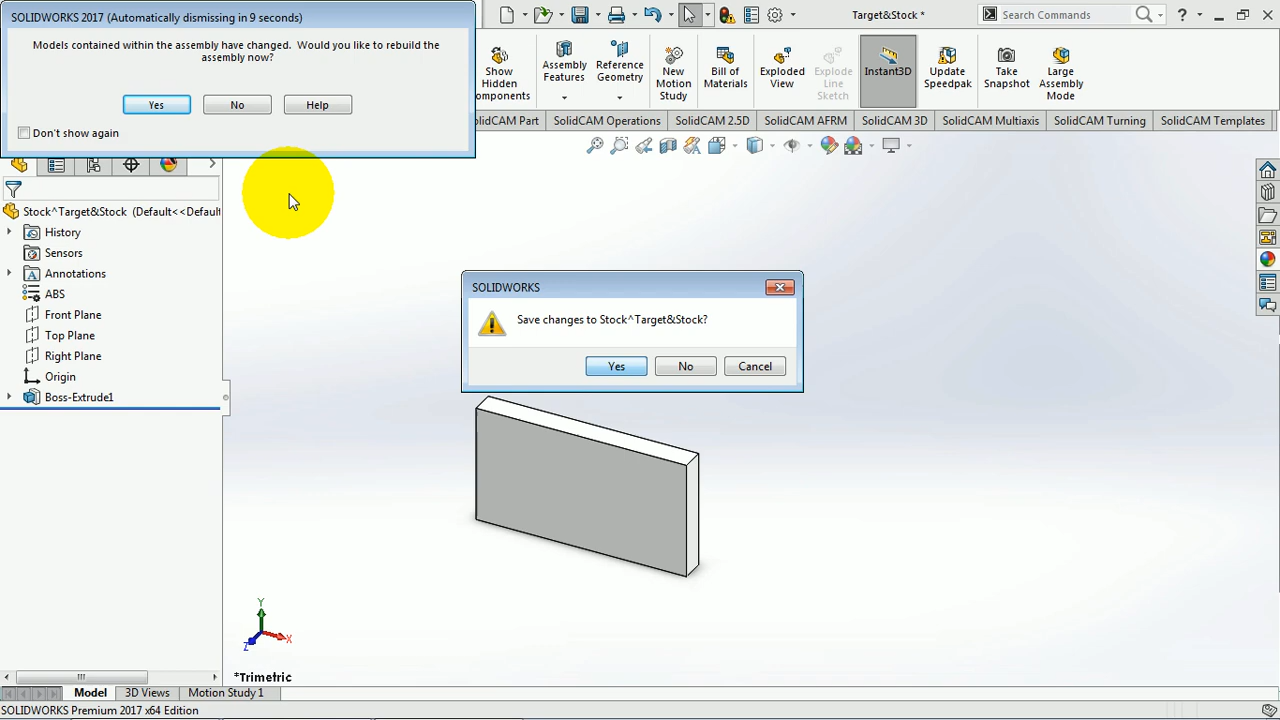 SOLIDWORKS 2017 (Automatically dismissing in 9 seconds)
Models contained within the assembly have changed. Would you like to rebuild the
assembly now?
Yes
No
Help
Don't show again
Target&Stock *
Search Commands
Show
Hidden
omponents
Assembly
Features
Reference
Geometry
New
Motion
Study
Bill of
Materials
Exploded
View
Explode
Line
Sketch
Instant3D
Update
Speedpak
Take
Snapshot
Large
Assembly
Mode
SolidCAM Part
SolidCAM Operations
SolidCAM 2.5D
SolidCAM AFRM
SolidCAM 3D
SolidCAM Multiaxis
SolidCAM Turning
SolidCAM Templates
Stock^Target&Stock (Default<<Defaul
History
Sensors
Annotations
ABS
Front Plane
Top Plane
Right Plane
Origin
Boss-Extrude1
SOLIDWORKS
Save changes to Stock^Target&Stock?
Yes
No
Cancel
Y
X
Z
*Trimetric
Model
3D Views
Motion Study 1
SOLIDWORKS Premium 2017 x64 Edition